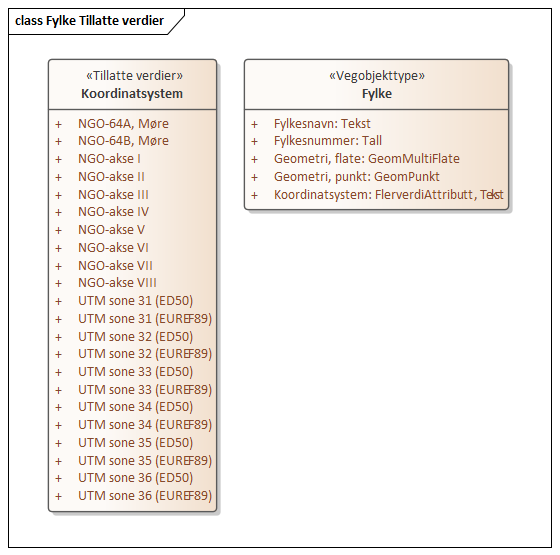 class Fylke Tillatte verdier
«Tillatte verdier»
Koordinatsystem
+ NGO-64A, Møre
+ NGO-64B, Møre
+ NGO-akse I
+ NGO-akse II
+ NGO-akse III
+ NGO-akse IV
+ NGO-akse V
+ NGO-akse VI
+ NGO-akse VII
+ NGO-akse VIII
+ UTM sone 31 (ED50)
+ UTM sone 31 (EUREF89)
+ UTM sone 32 (ED50)
+ UTM sone 32 (EUREF89)
+ UTM sone 33 (ED50)
+ UTM sone 33 (EUREF89)
+ UTM sone 34 (ED50)
+ UTM sone 34 (EUREF89)
+ UTM sone 35 (ED50)
+ UTM sone 35 (EUREF89)
+ UTM sone 36 (ED50)
+ UTM sone 36 (EUREF89)
«Vegobjekttype»
Fylke
+ Fylkesnavn: Tekst
+ Fylkesnummer: Tall
+ Geometri, flate: GeomMultiFlate
+ Geometri, punkt: GeomPunkt
+ Koordinatsystem: FlerverdiAttributt, Tekst